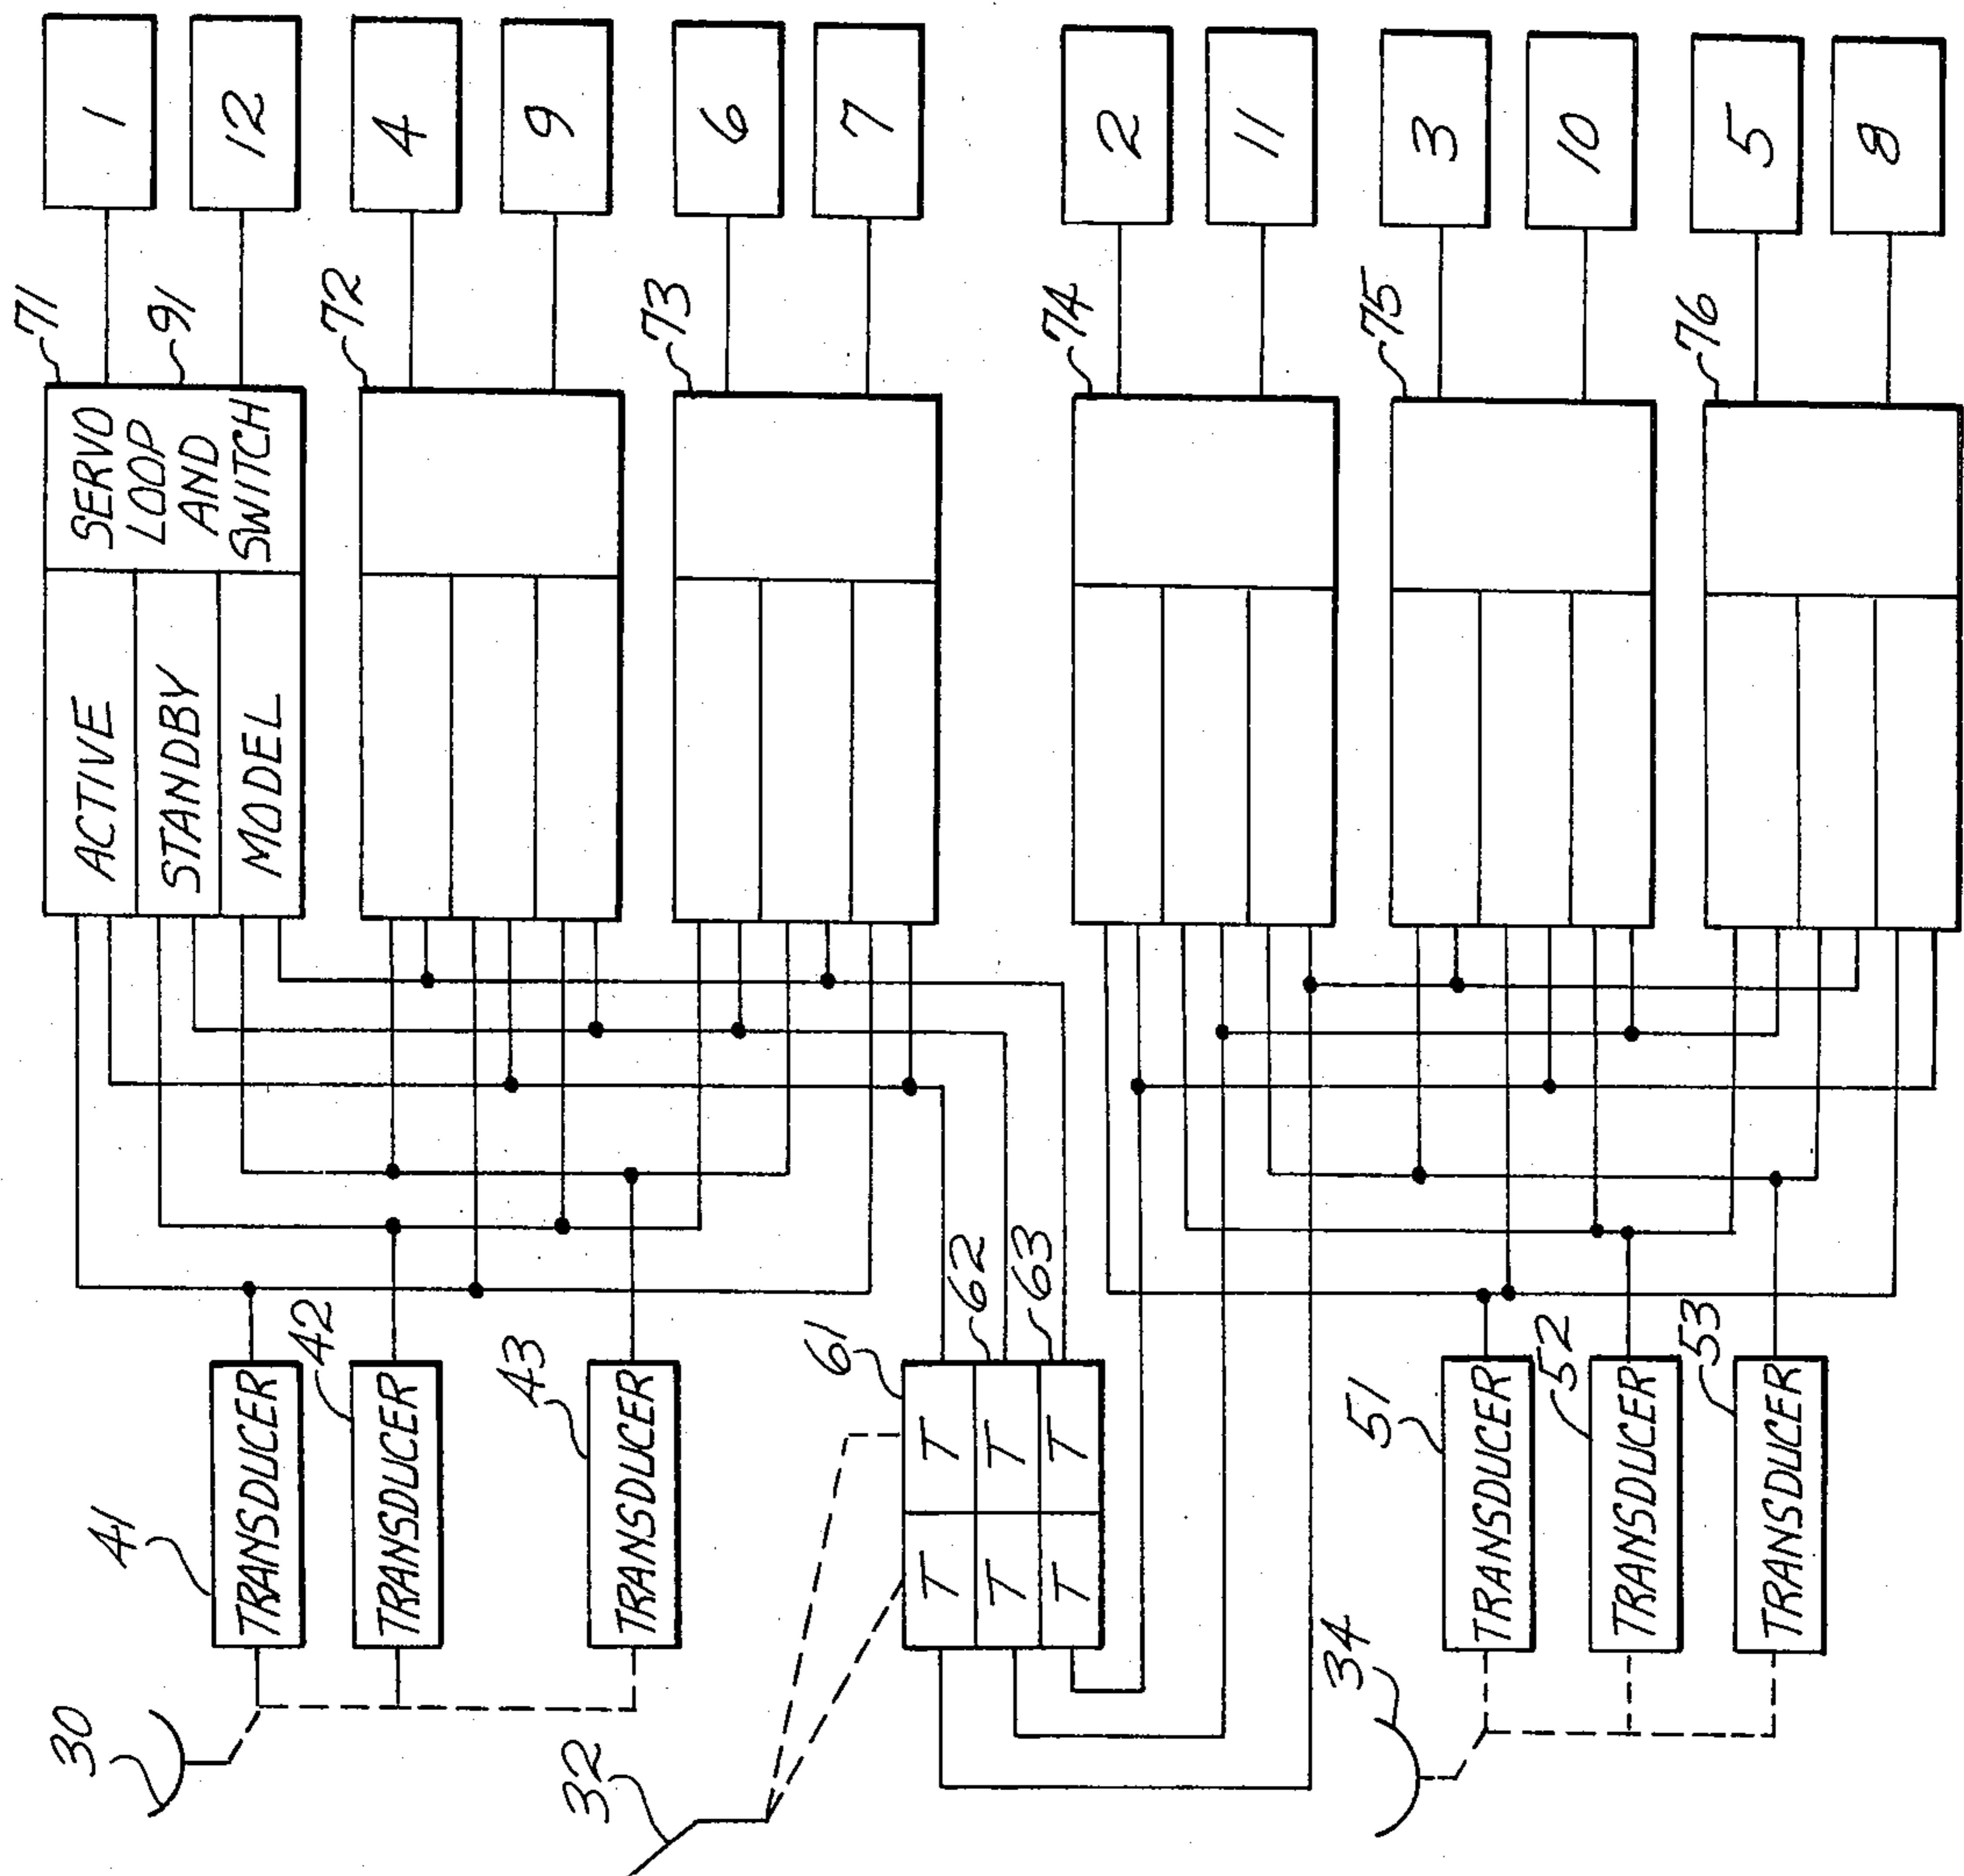 1
12
4
9
6
7
2
11
3
10
5
8
71
91
72
73
74
75
76
SERVO
LOOP
AND
SWITCH
ACTIVE
STANDBY
MODEL
41
TRANSDUCER
42
TRANSDUCER
43
TRANSDUCER
61
62
63
T T
T T
T T
51
TRANSDUCER
52
TRANSDUCER
53
TRANSDUCER
30
32
34